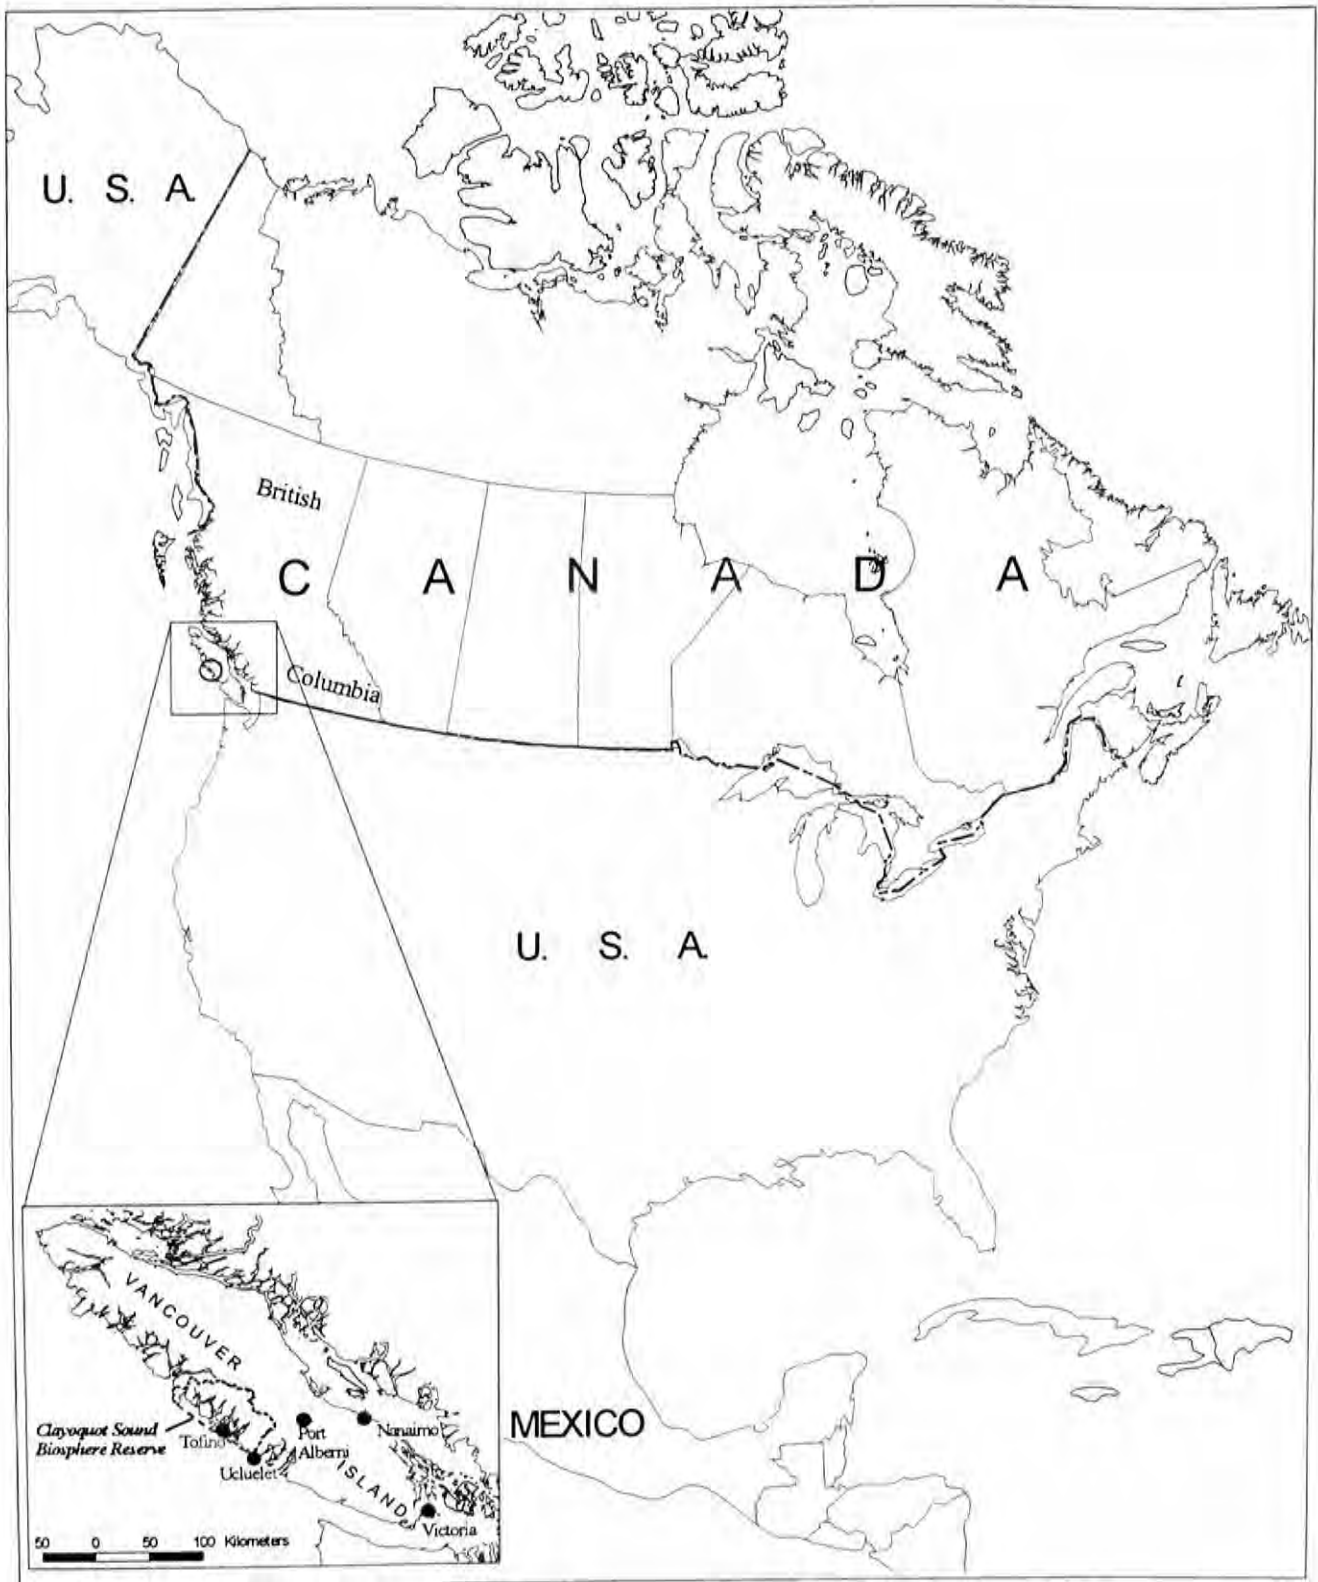 U. S. A.
British
C A N A D A
Columbia
U. S. A.
MEXICO
VANCOUVER
ISLAND
Clayoquot Sound
Biosphere Reserve
Tofino
Ucluelet
Port
Alberni
Nanaimo
Victoria
50 0 50 100 Kilometers